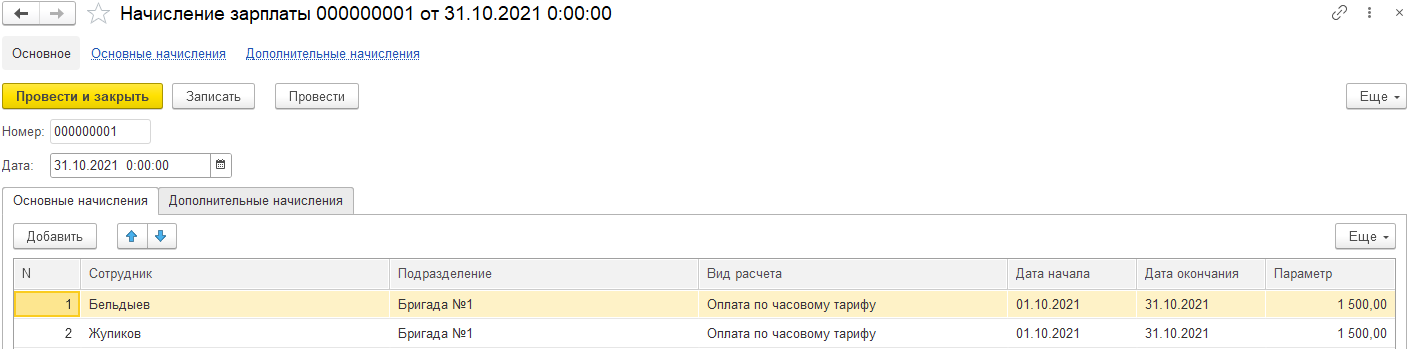 Начисление зарплаты 000000001 от 31.10.2021 0:00:00
Основное Основные начисления Дополнительные начисления
Провести и закрыть Записать Провести Еще
Номер: 000000001
Дата: 31.10.2021 0:00:00
Основные начисления Дополнительные начисления
Добавить Еще
N Сотрудник Подразделение Вид расчета Дата начала Дата окончания Параметр
1 Бельдыев Бригада №1 Оплата по часовому тарифу 01.10.2021 31.10.2021 1 500,00
2 Жупиков Бригада №1 Оплата по часовому тарифу 01.10.2021 31.10.2021 1 500,00